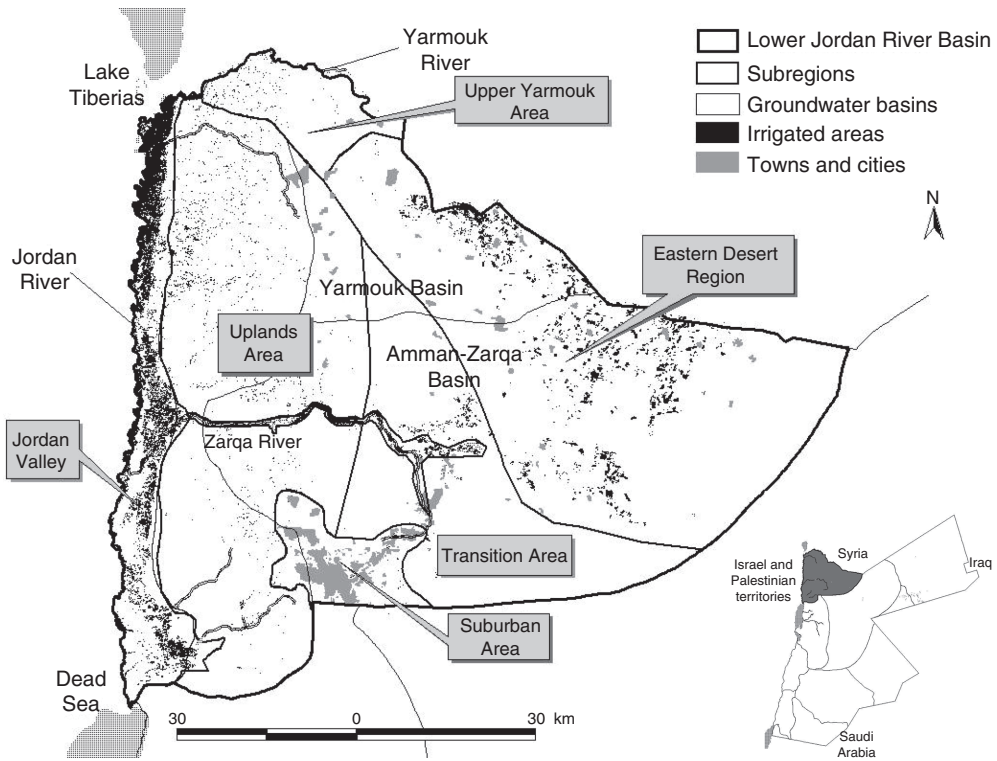 Yarmouk
River
Lake
Tiberias
Upper Yarmouk
Area
Lower Jordan River Basin
Subregions
Groundwater basins
Irrigated areas
Towns and cities
N
Jordan
River
Eastern Desert
Region
Yarmouk Basin
Uplands
Area
Amman-Zarqa
Basin
Zarqa River
Jordan
Valley
Transition Area
Suburban
Area
Dead
Sea
30 0 30 km
Syria
Iraq
Israel and
Palestinian
territories
Saudi
Arabia